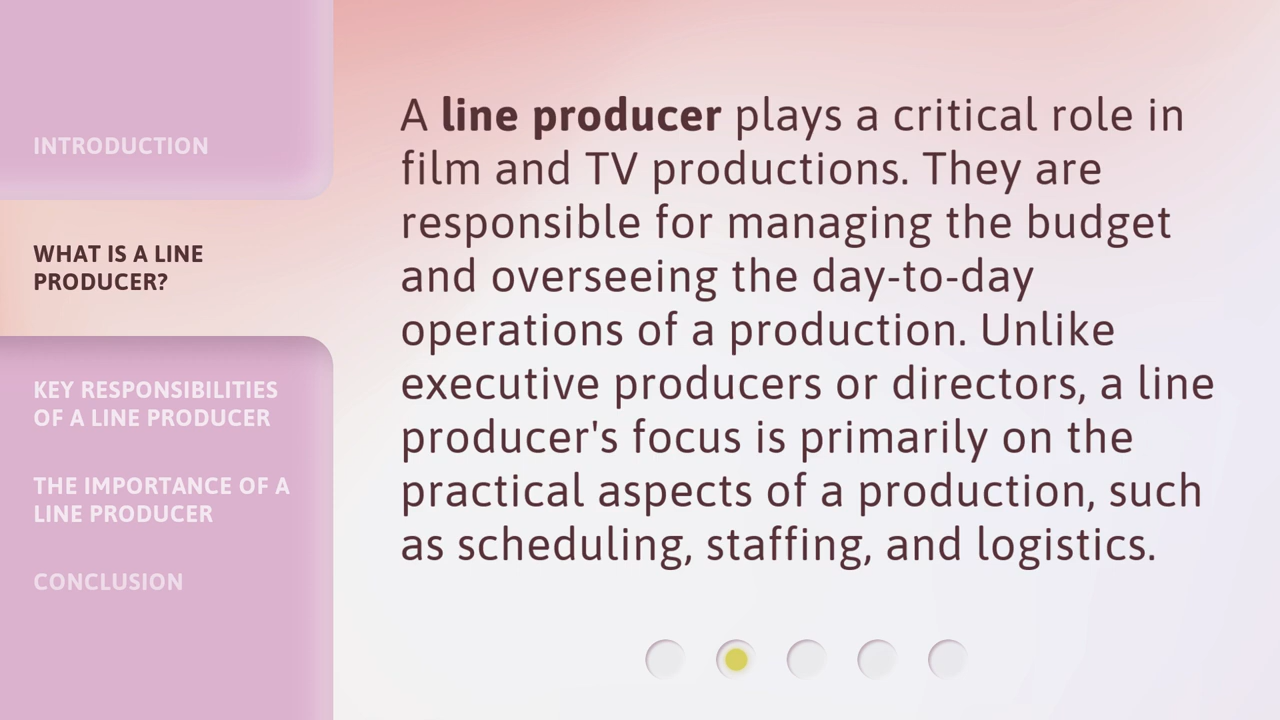 INTRODUCTION
WHAT IS A LINE
PRODUCER?
KEY RESPONSIBILITIES
OF A LINE PRODUCER
THE IMPORTANCE OF A
LINE PRODUCER
CONCLUSION
A line producer plays a critical role in
film and TV productions. They are
responsible for managing the budget
and overseeing the day-to-day
operations of a production. Unlike
executive producers or directors, a line
producer's focus is primarily on the
practical aspects of a production, such
as scheduling, staffing, and logistics.